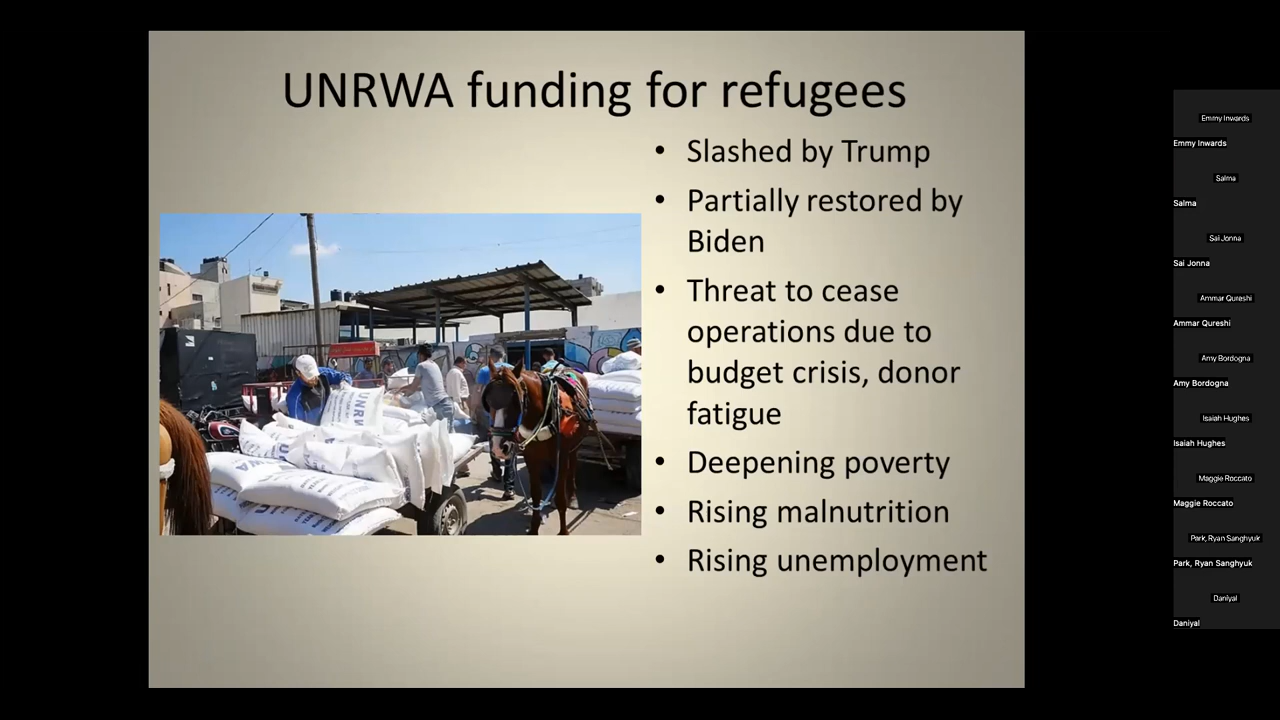 UNRWA funding for refugees
• Slashed by Trump
• Partially restored by
Biden
• Threat to cease
operations due to
budget crisis, donor
fatigue
• Deepening poverty
• Rising malnutrition
• Rising unemployment
UNRWA
Emmy Inwards
Emmy Inwards
Salma
Salma
Sai Jonna
Sai Jonna
Ammar Qureshi
Ammar Qureshi
Amy Bordogna
Amy Bordogna
Isaiah Hughes
Isaiah Hughes
Maggie Roccato
Maggie Roccato
Park, Ryan Sanghyuk
Park, Ryan Sanghyuk
Daniyal
Daniyal